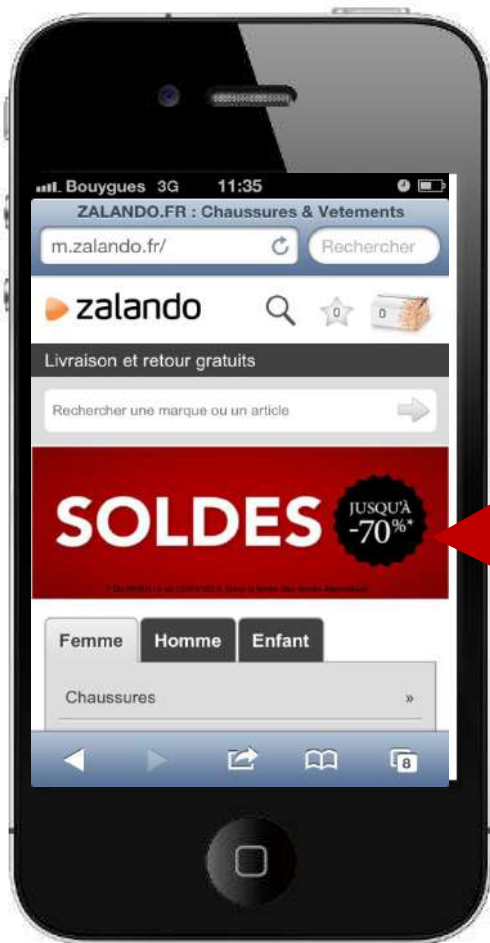 Bouygues 3G 11:35
ZALANDO.FR : Chaussures & Vetements
m.zalando.fr/ Rechercher
zalando 0 0
Livraison et retour gratuits
Rechercher une marque ou un article
SOLDES JUSQU'À
-70%*
Femme Homme Enfant
Chaussures »
8